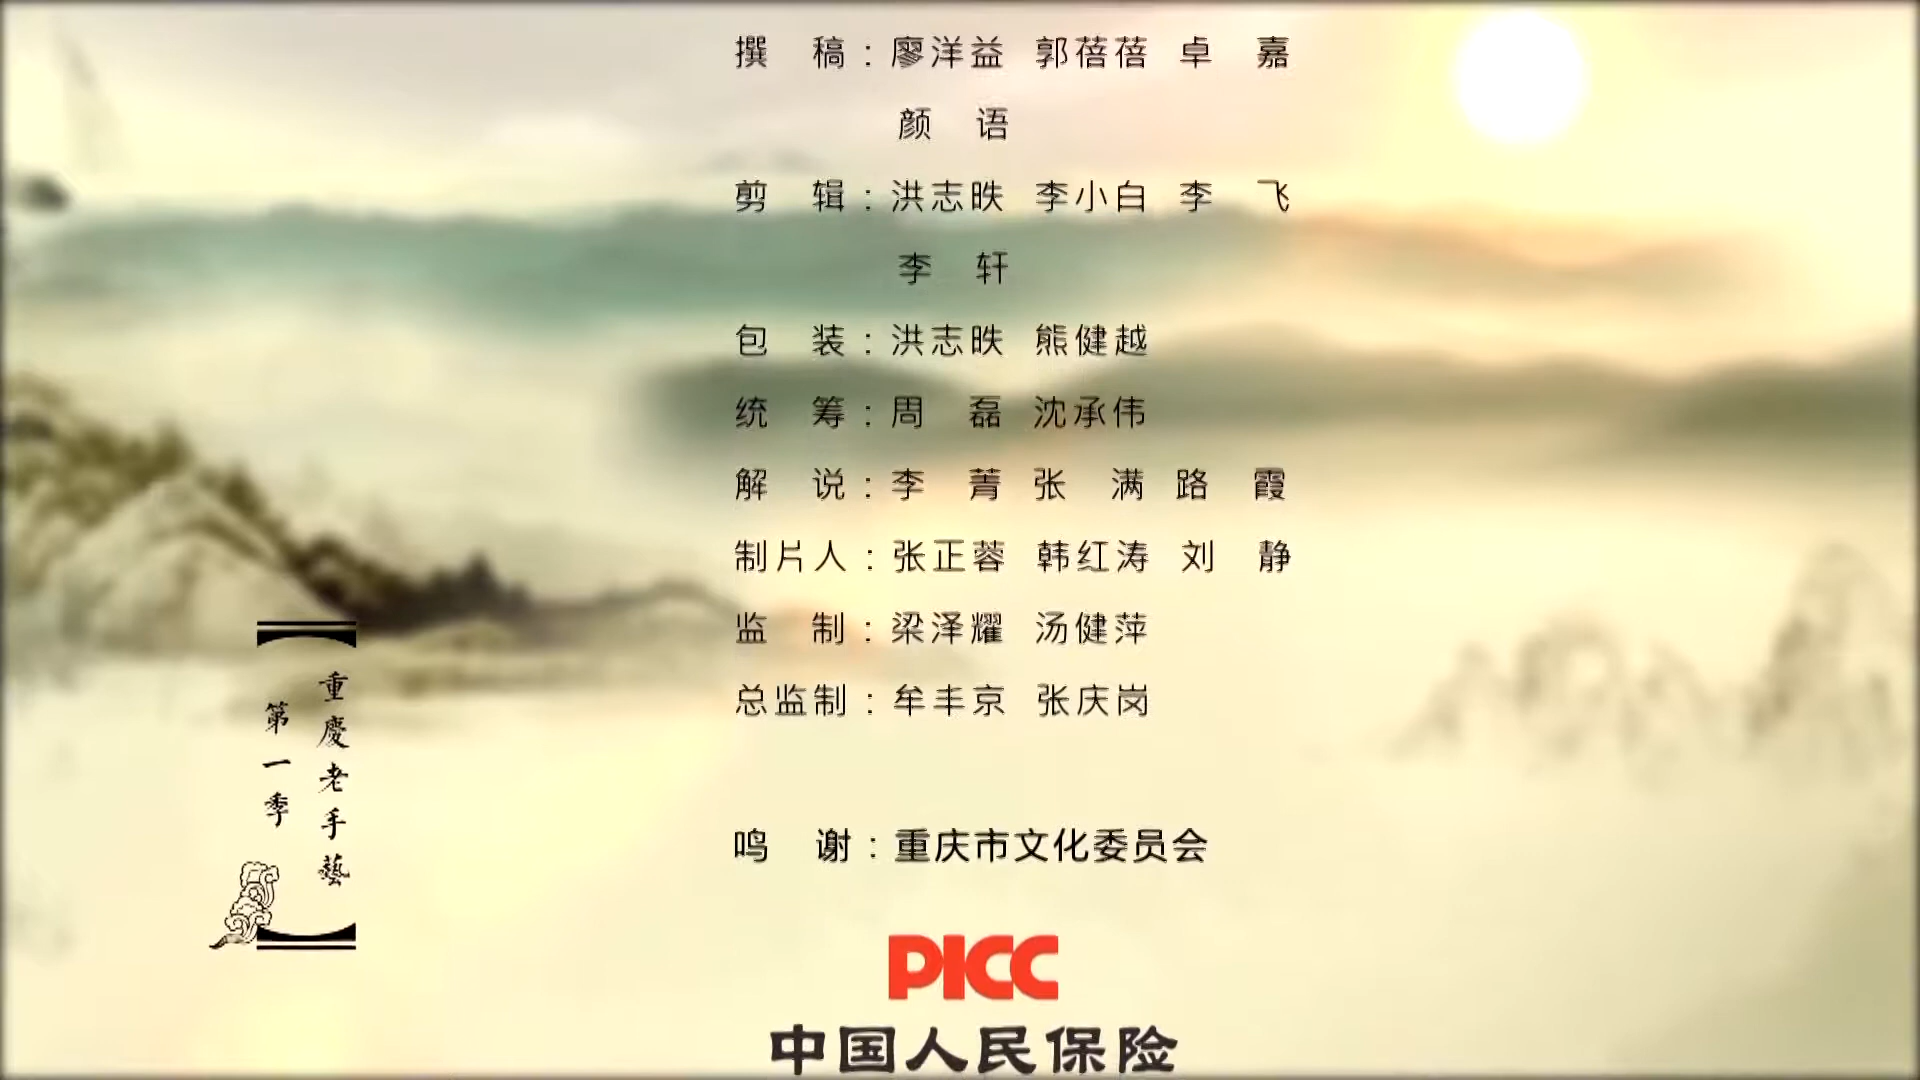 撰 稿：廖洋益 郭蓓蓓 卓 嘉
颜 语
剪 辑：洪志昳 李小白 李 飞
李 轩
包 装：洪志昳 熊健越
统 筹：周 磊 沈承伟
解 说：李 菁 张 满 路 霞
制片人：张正蓉 韩红涛 刘 静
监 制：梁泽耀 汤健萍
总监制：牟丰京 张庆岗
鸣 谢：重庆市文化委员会
PICC
中国人民保险
重慶老手藝
第一季